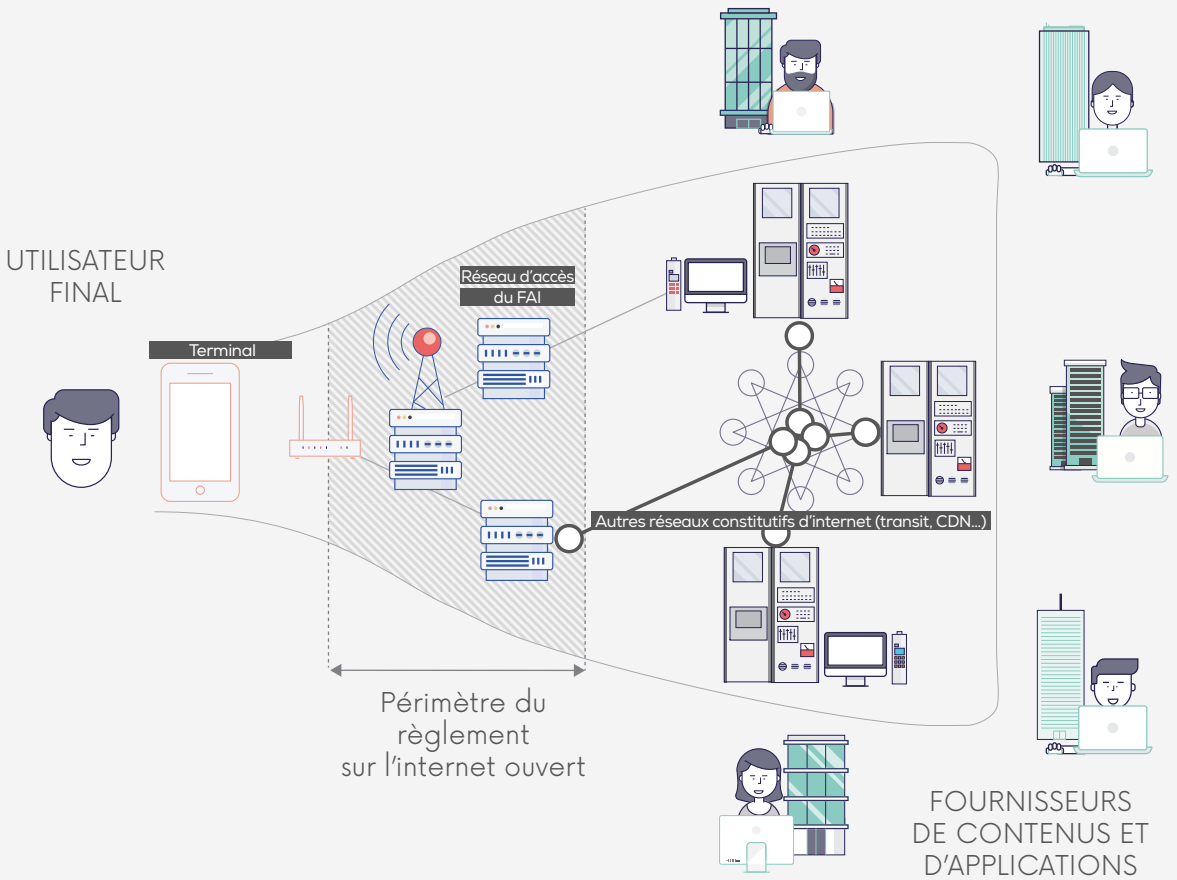 UTILISATEUR
FINAL
Terminal
Réseau d'accès
du FAI
Autres réseaux constitutifs d'internet (transit, CDN...)
Périmètre du
règlement
sur l'internet ouvert
FOURNISSEURS
DE CONTENUS ET
D'APPLICATIONS